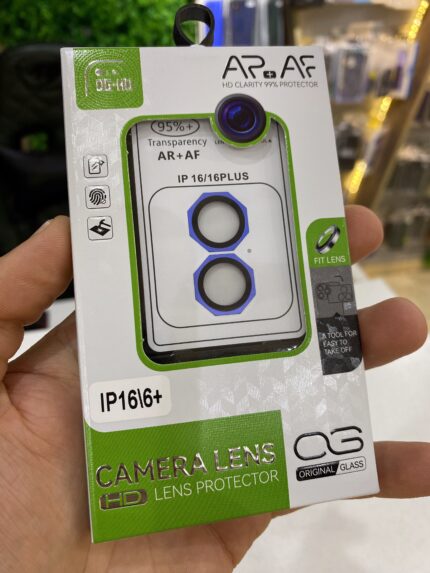 OG-HD
AR+AF
HD CLARITY 99% PROTECTOR
95%+
Transparency
AR+AF
IP 16/16PLUS
FIT LENS
A TOOL FOR
EASY TO
TAKE OFF
IP16\6+
CAMERA LENS
HD LENS PROTECTOR
OG
ORIGINAL GLASS